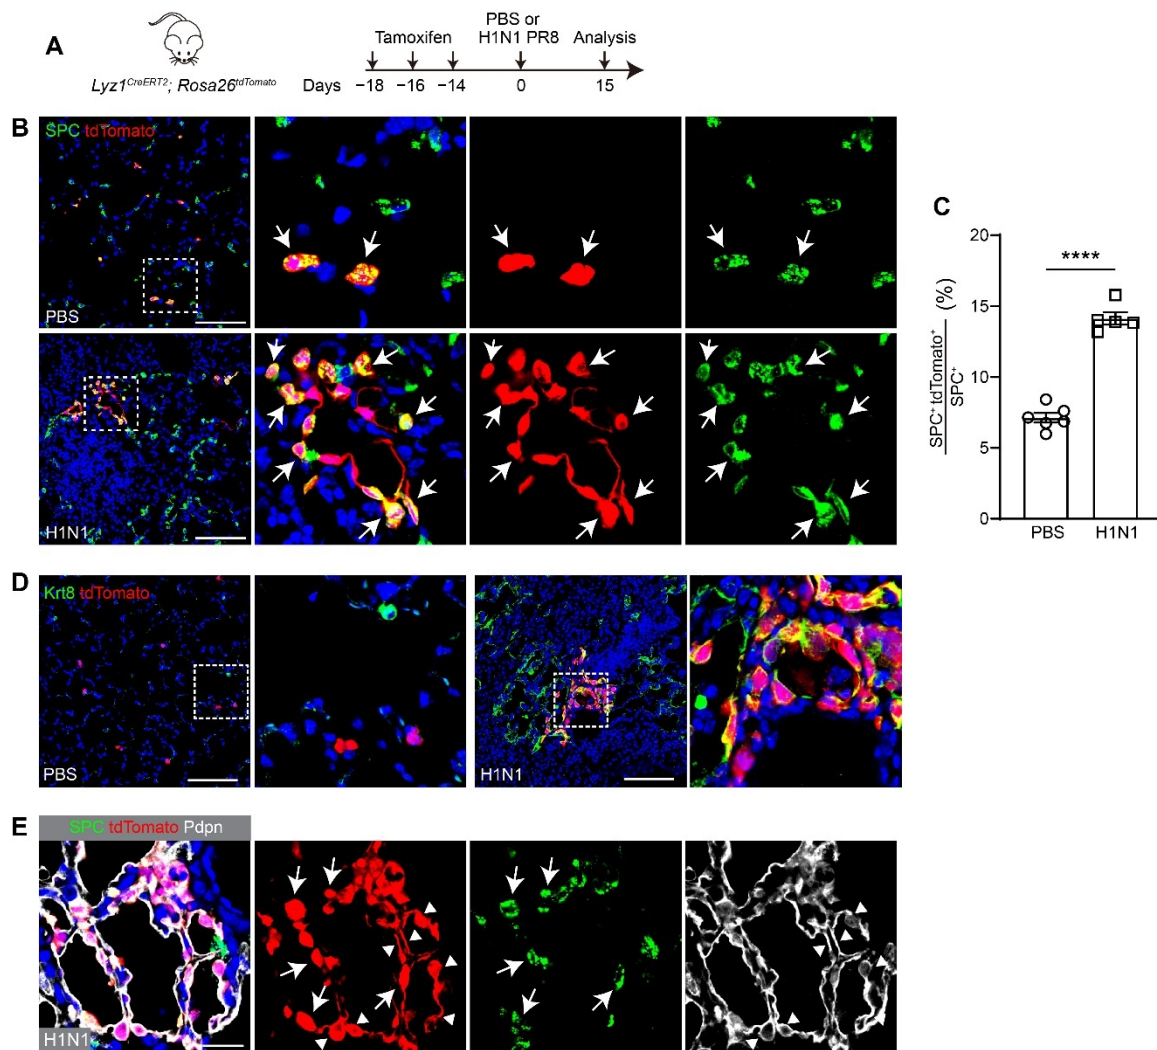 A
Lyz1CreERT2; Rosa26tdTomato
Tamoxifen
PBS or
H1N1 PR8
Analysis
Days −18 −16 −14 0 15
B
SPC tdTomato
PBS
H1N1
C
SPC+ tdTomato+
SPC+
(%)
20
15
10
5
0
****
PBS H1N1
D
Krt8 tdTomato
PBS
H1N1
E
SPC tdTomato Pdpn
H1N1